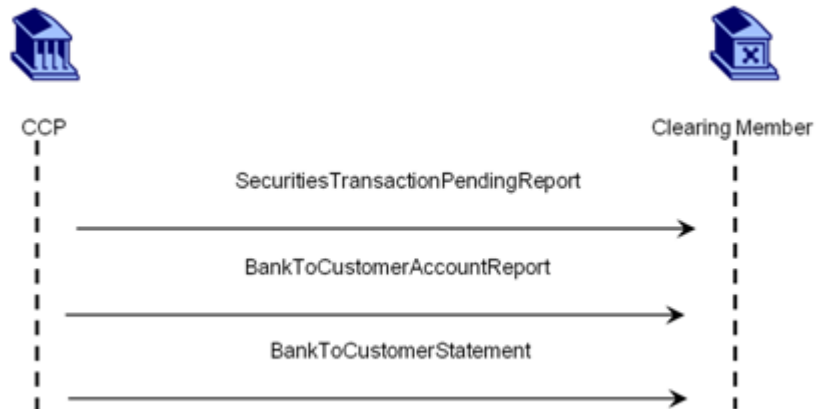 CCP
Clearing Member
SecuritiesTransactionPendingReport
BankToCustomerAccountReport
BankToCustomerStatement